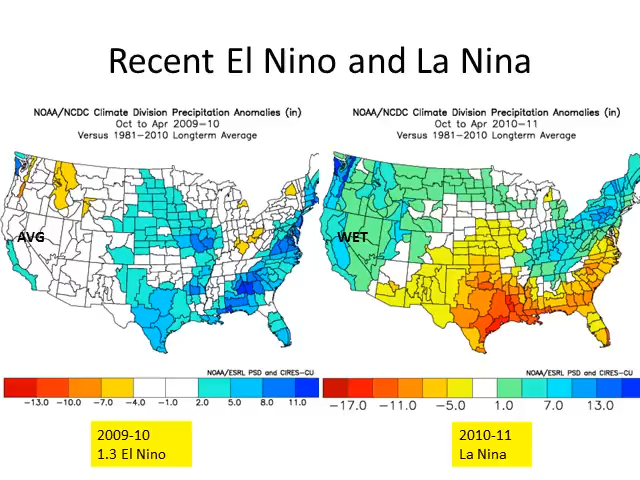 Recent El Nino and La Nina
NOAA/NCDC Climate Division Precipitation Anomalies (in)
Oct to Apr 2009-10
Versus 1981-2010 Longterm Average
AVG
NOAA/ESRL PSD and CIRES-CU
-13.0 -10.0 -7.0 -4.0 -1.0 2.0 5.0 8.0 11.0
2009-10
1.3 El Nino
NOAA/NCDC Climate Division Precipitation Anomalies (in)
Oct to Apr 2010-11
Versus 1981-2010 Longterm Average
WET
NOAA/ESRL PSD and CIRES-CU
-17.0 -11.0 -5.0 1.0 7.0 13.0
2010-11
La Nina